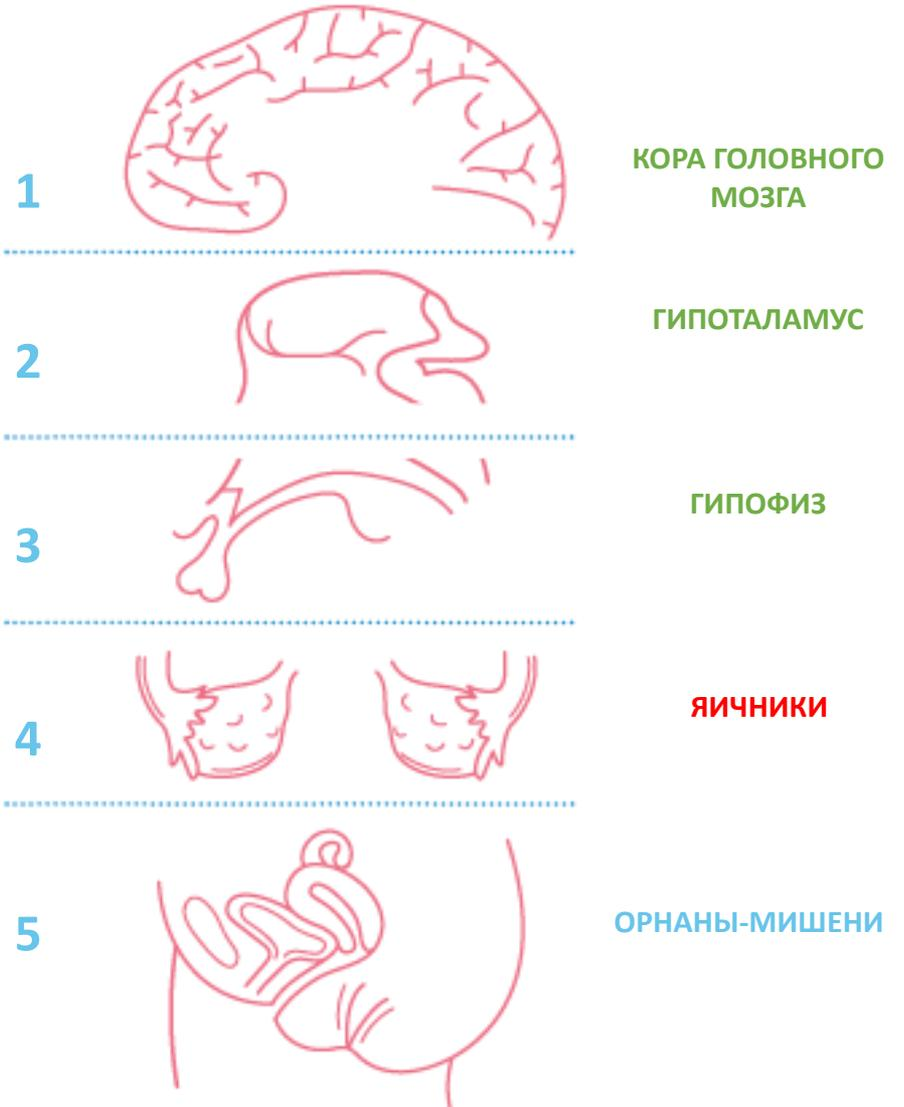 1
КОРА ГОЛОВНОГО
МОЗГА
2
ГИПОТАЛАМУС
3
ГИПОФИЗ
4
ЯИЧНИКИ
5
ОРНАНЫ-МИШЕНИ